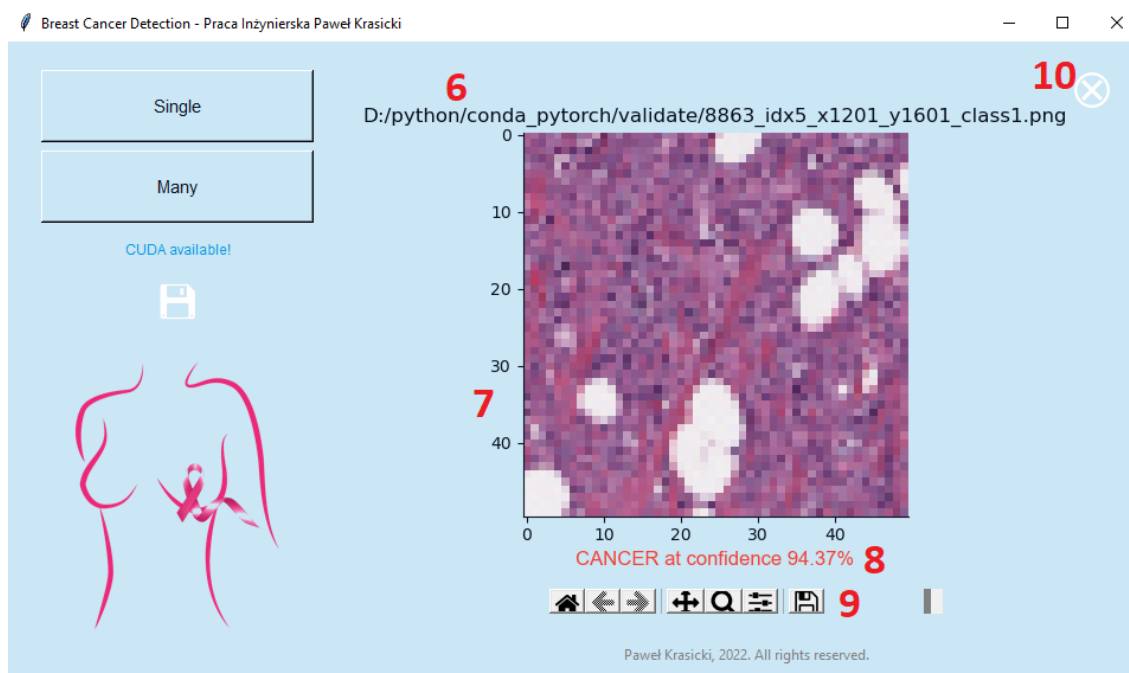 Breast Cancer Detection - Praca Inżynierska Paweł Krasicki
Single
Many
CUDA available!
6
10
D:/python/conda_pytorch/validate/8863_idx5_x1201_y1601_class1.png
0
10
20
30
7
40
0 10 20 30 40
CANCER at confidence 94.37% 8
9
Paweł Krasicki, 2022. All rights reserved.